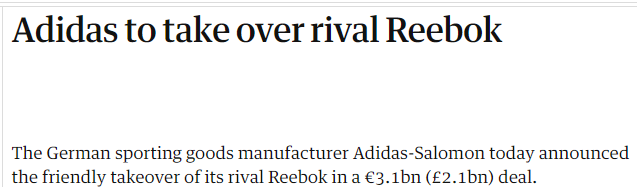 Adidas to take over rival Reebok
The German sporting goods manufacturer Adidas-Salomon today announced
the friendly takeover of its rival Reebok in a €3.1bn (£2.1bn) deal.